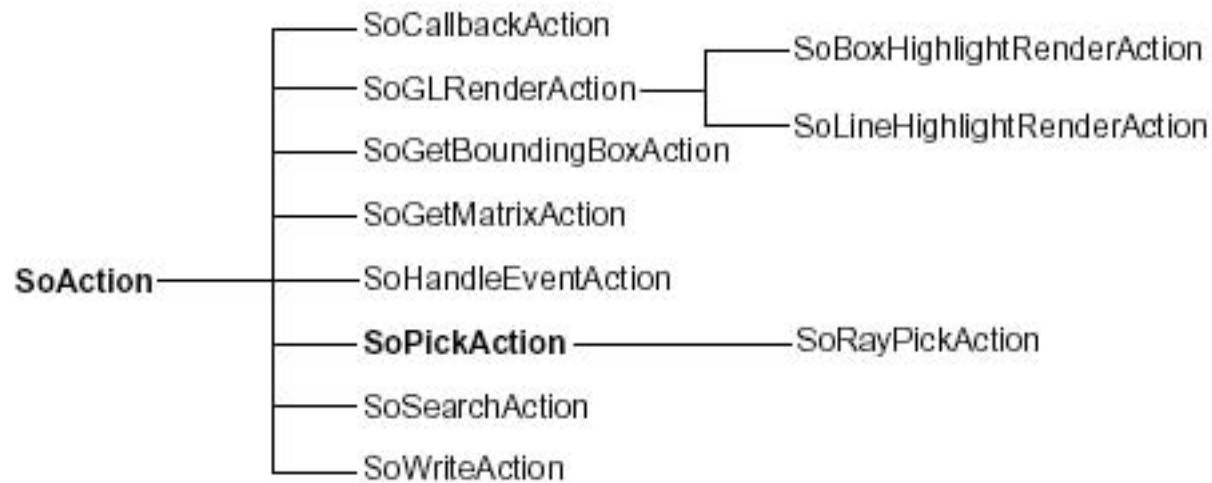 SoCallbackAction
SoBoxHighlightRenderAction
SoGLRenderAction
SoLineHighlightRenderAction
SoGetBoundingBoxAction
SoGetMatrixAction
SoAction
SoHandleEventAction
SoPickAction
SoRayPickAction
SoSearchAction
SoWriteAction